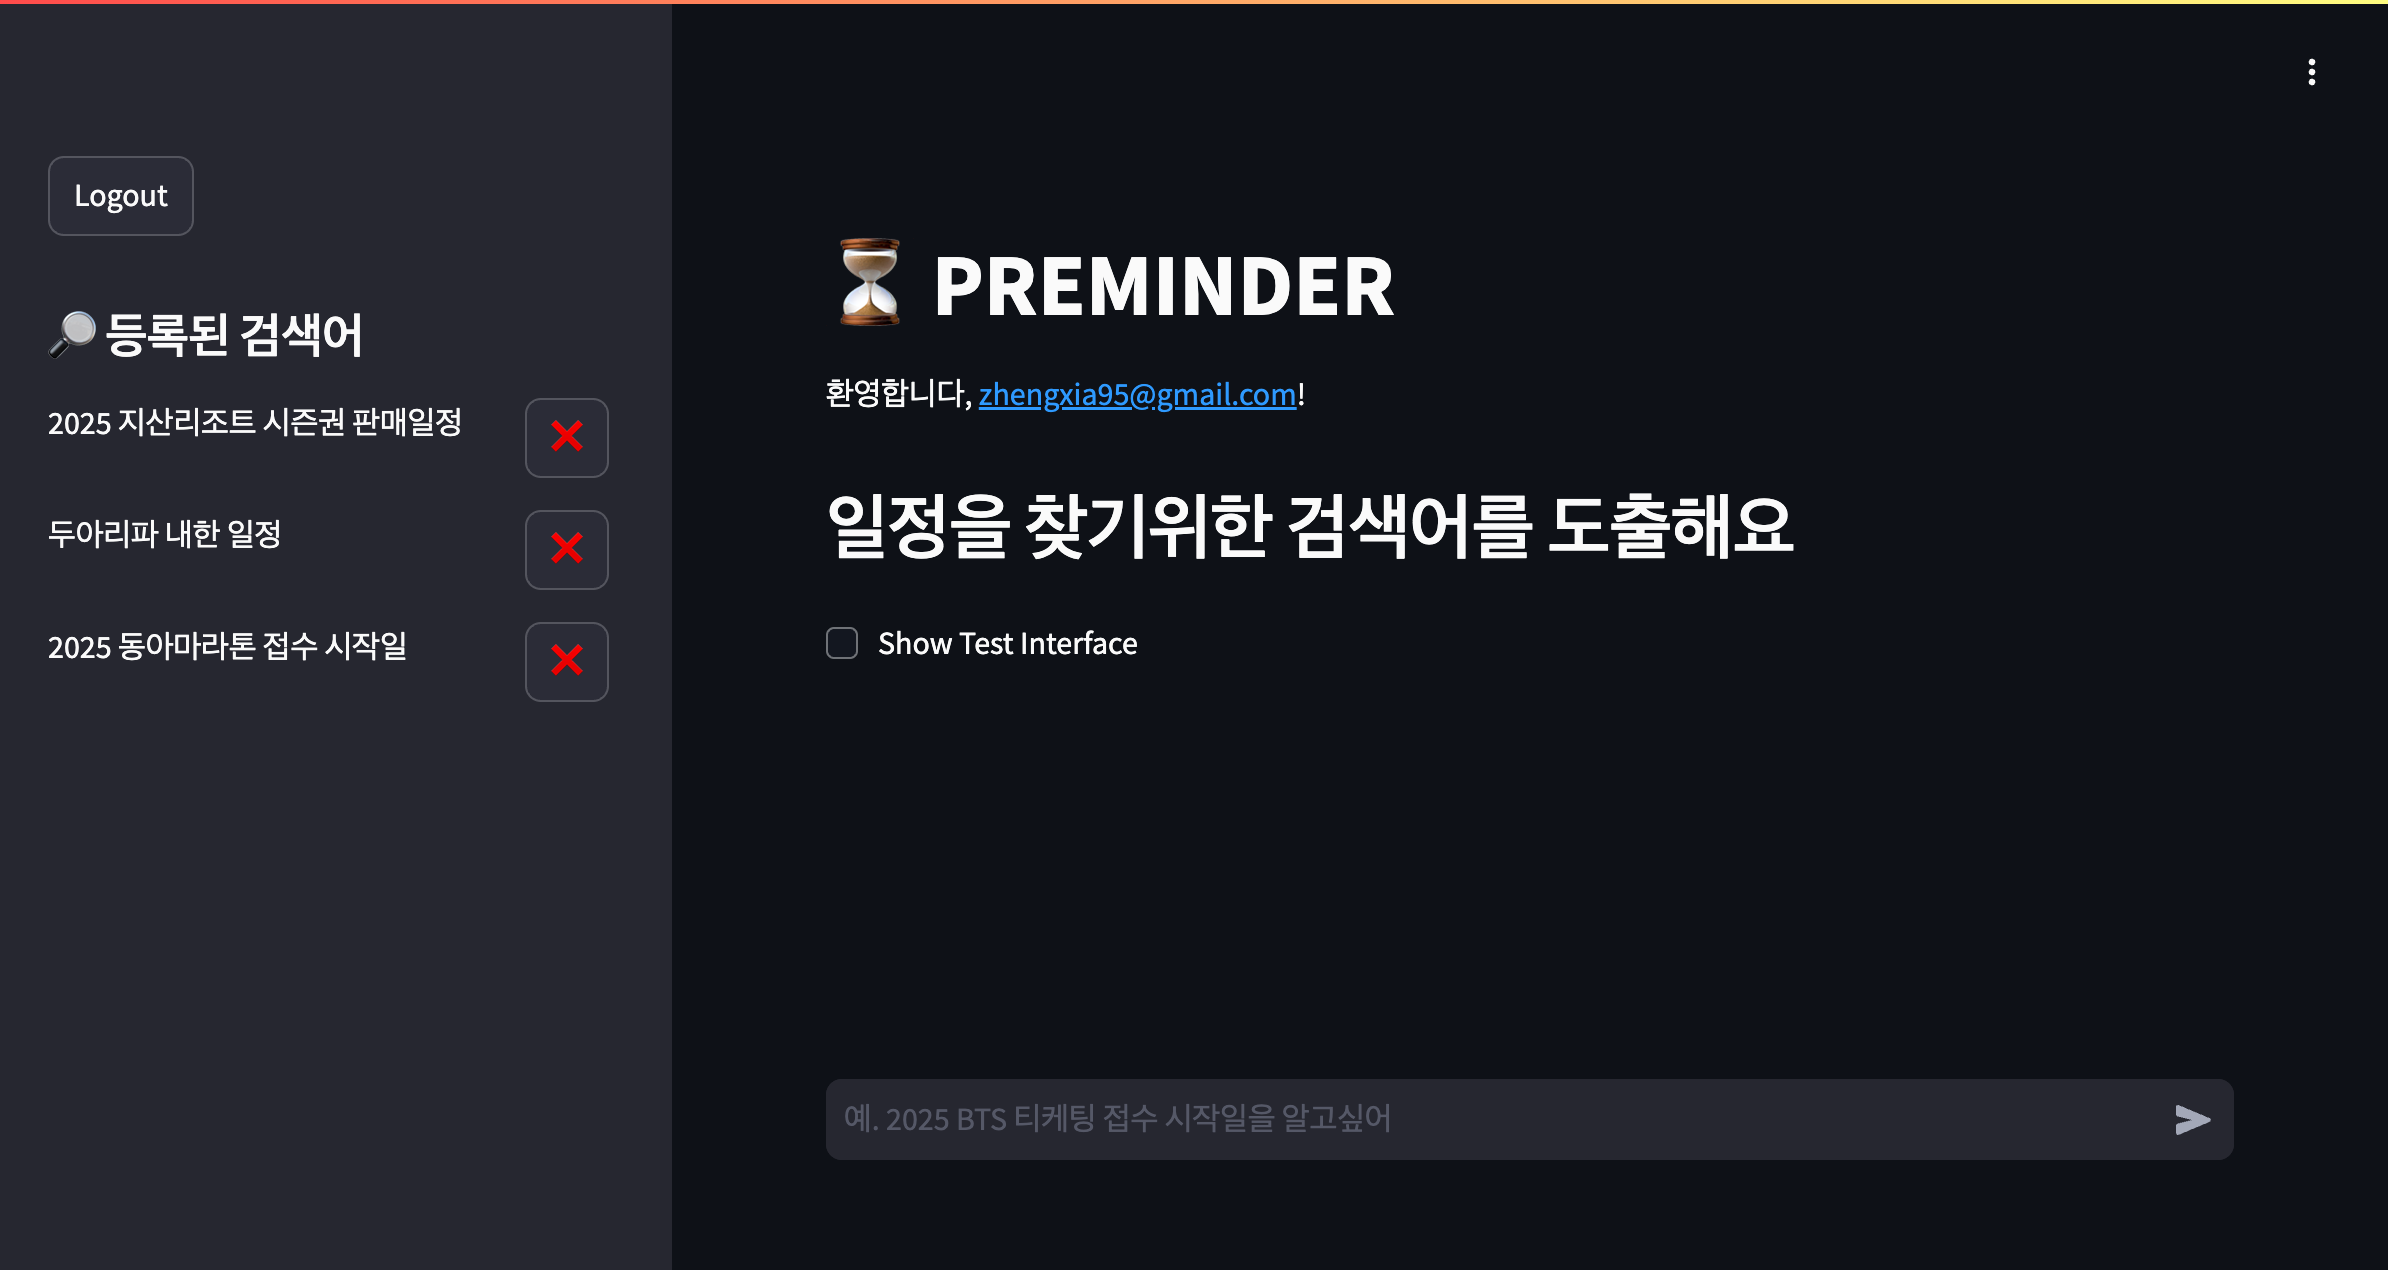 Logout
🔎 등록된 검색어
2025 지산리조트 시즌권 판매일정
두아리파 내한 일정
2025 동아마라톤 접수 시작일
⏳ PREMINDER
환영합니다, zhengxia95@gmail.com!
일정을 찾기위한 검색어를 도출해요
Show Test Interface
예. 2025 BTS 티케팅 접수 시작일을 알고싶어